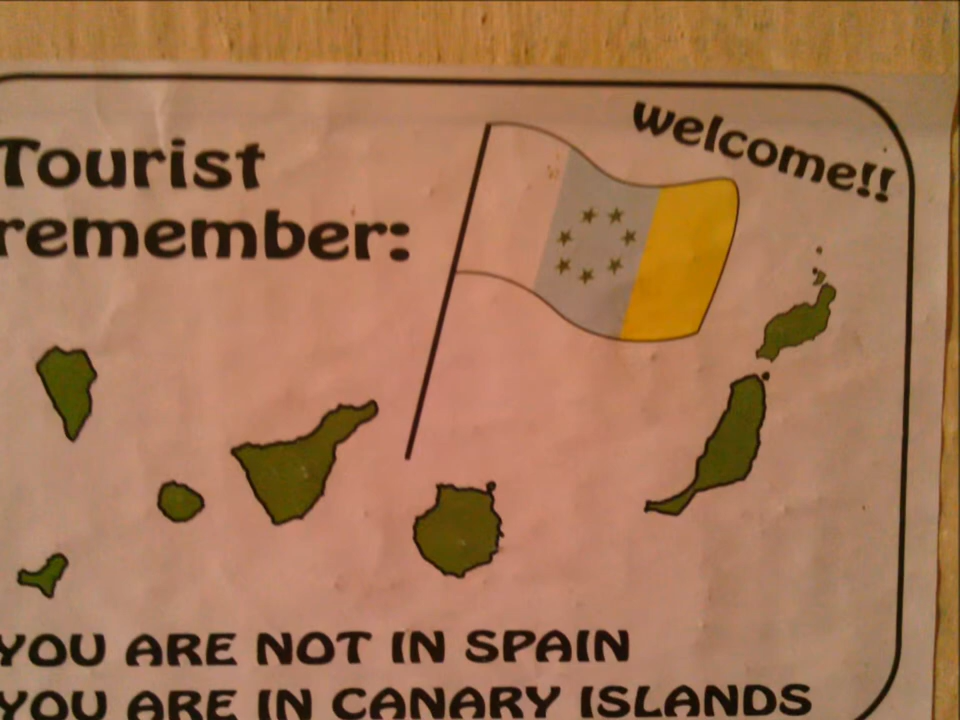 welcome!!
Tourist
remember:
YOU ARE NOT IN SPAIN
YOU ARE IN CANARY ISLANDS